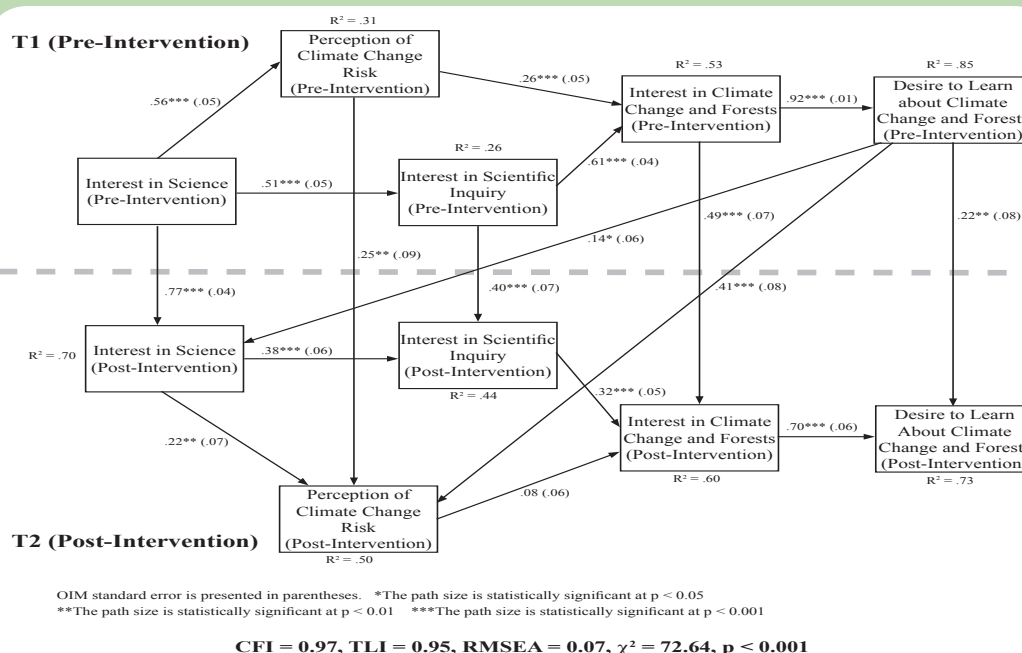 R² = .31
T1 (Pre-Intervention)
Perception of
Climate Change
Risk
(Pre-Intervention)
.56*** (.05)
.26*** (.05)
R² = .53
Interest in Climate
Change and Forests
(Pre-Intervention)
.92*** (.01)
R² = .85
Desire to Learn
about Climate
Change and Forest
(Pre-Intervention)
R² = .26
Interest in Science
(Pre-Intervention)
.51*** (.05)
Interest in Scientific
Inquiry
(Pre-Intervention)
.61*** (.04)
.49*** (.07)
.22** (.08)
.14* (.06)
.25** (.09)
.77*** (.04)
.40*** (.07)
.41*** (.08)
R² = .70
Interest in Science
(Post-Intervention)
.38*** (.06)
Interest in Scientific
Inquiry
(Post-Intervention)
R² = .44
.32*** (.05)
.22** (.07)
Interest in Climate
Change and Forests
(Post-Intervention)
R² = .60
.70*** (.06)
Desire to Learn
About Climate
Change and Forest
(Post-Intervention
R² = .73
Perception of
Climate Change
Risk
(Post-Intervention)
R² = .50
.08 (.06)
T2 (Post-Intervention)
OIM standard error is presented in parentheses. *The path size is statistically significant at p < 0.05
**The path size is statistically significant at p < 0.01 ***The path size is statistically significant at p < 0.001
CFI = 0.97, TLI = 0.95, RMSEA = 0.07, χ² = 72.64, p < 0.001